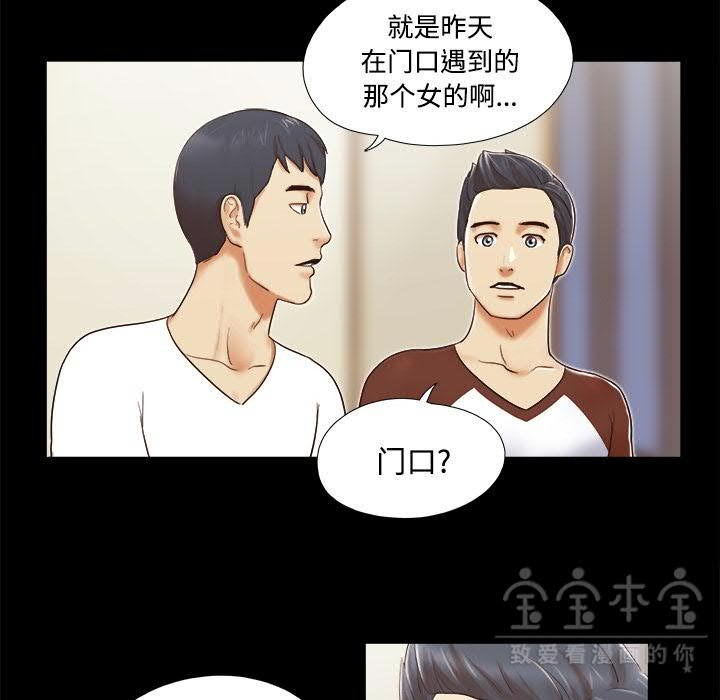 就是昨天
在门口遇到的
那个女的啊...
门口?
宝宝本宝
致爱看漫画的你